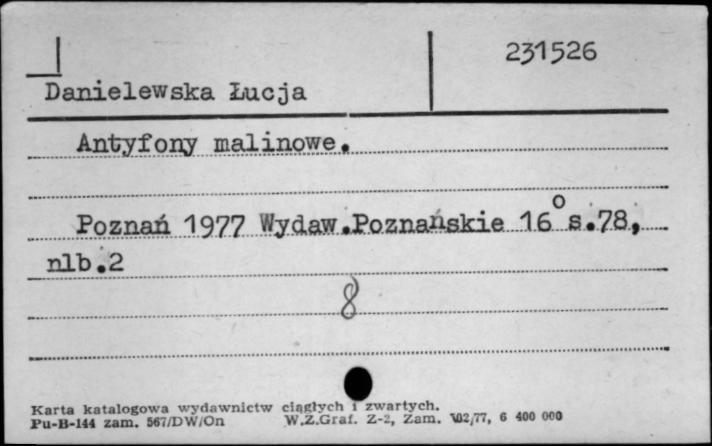 231526
Danielewska Łucja
Antyfony malinowe.
Poznań 1977 Wydaw.Poznańskie 16° s.78,
nlb.2
8
Karta katalogowa wydawnictw ciągłych i zwartych.
Pu-B-144 zam. 567/DW/On W.Z.Graf. Z-2, Zam. 702/77, 6 400 000